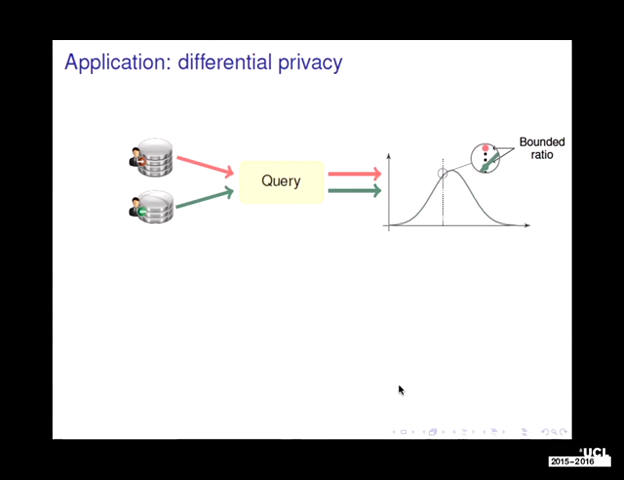 Application: differential privacy
Query
Bounded
ratio
UCL
2015-2016